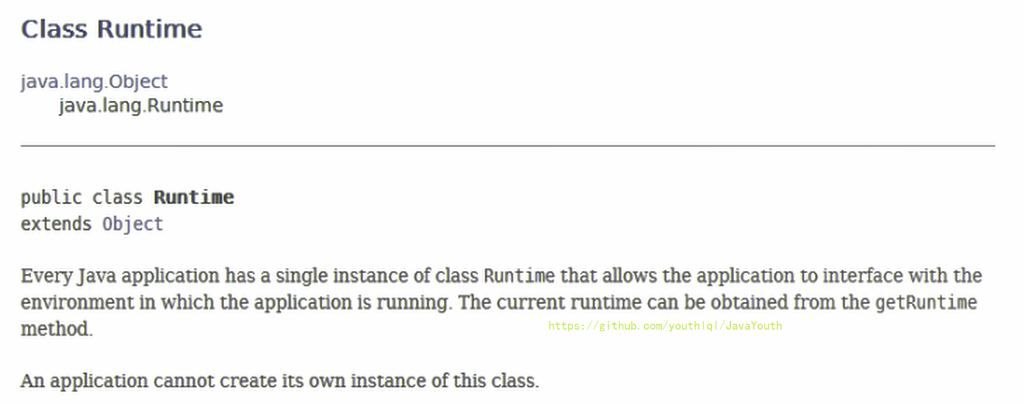 Class Runtime
java.lang.Object
java.lang.Runtime
public class Runtime
extends Object
Every Java application has a single instance of class Runtime that allows the application to interface with the
environment in which the application is running. The current runtime can be obtained from the getRuntime
method.
https://github.com/youthlql/JavaYouth
An application cannot create its own instance of this class.